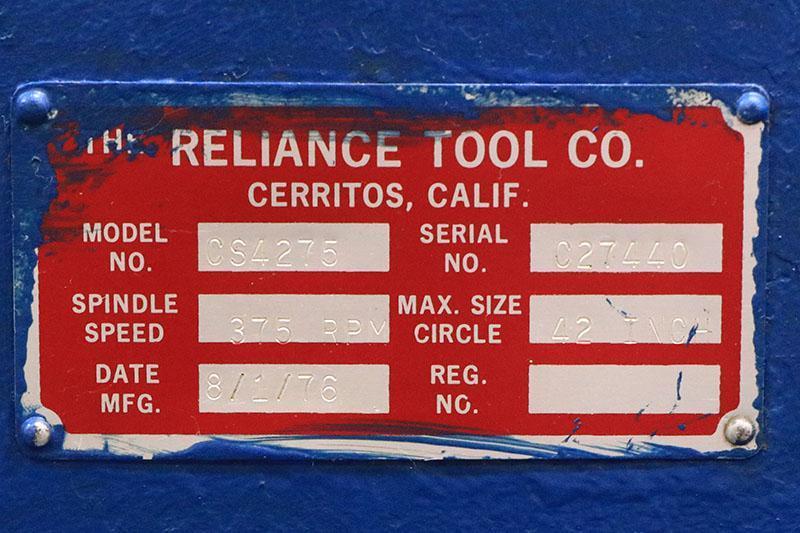 THE RELIANCE TOOL CO.
CERRITOS, CALIF.
MODEL NO. CS4275 SERIAL NO. C27440
SPINDLE SPEED 375 RPM MAX. SIZE CIRCLE 42 INCH
DATE MFG. 8/1/76 REG. NO.